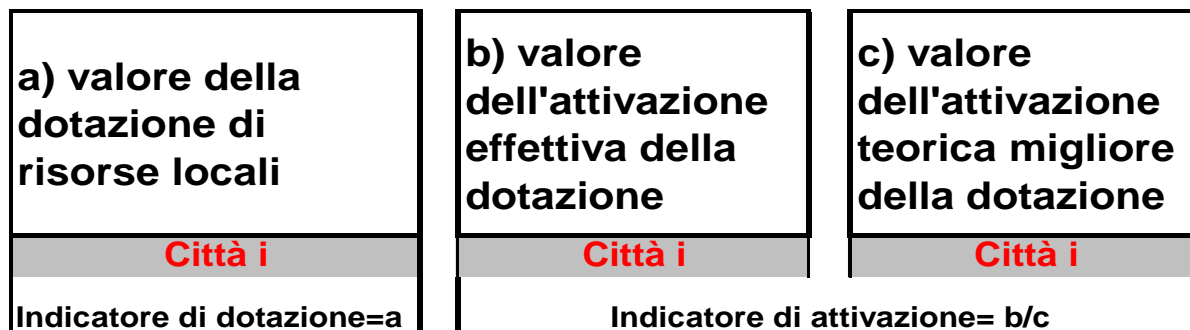 a) valore della
dotazione di
risorse locali
b) valore
dell'attivazione
effettiva della
dotazione
c) valore
dell'attivazione
teorica migliore
della dotazione
Città i
Città i
Città i
Indicatore di dotazione=a
Indicatore di attivazione= b/c